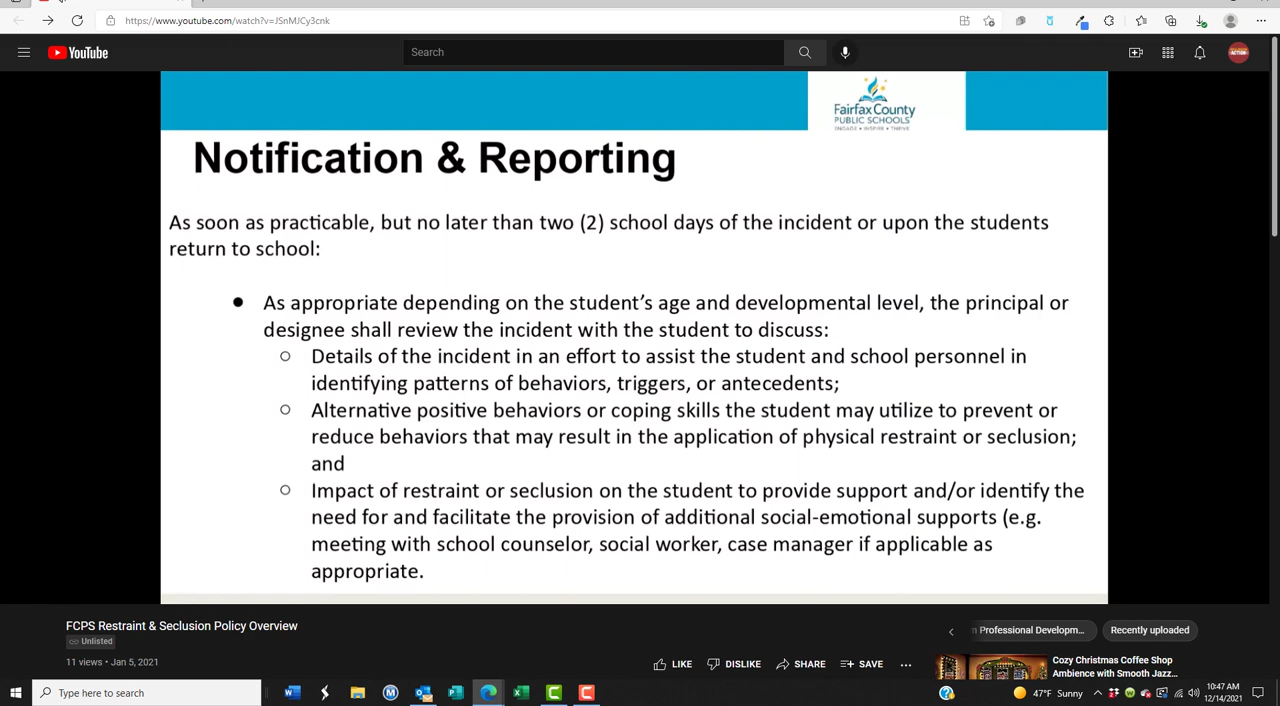 https://www.youtube.com/watch?v=JSnMJCy3cnk
YouTube
Search
ACTION
Fairfax County
PUBLIC SCHOOLS
ENGAGE • INSPIRE • THRIVE
Notification & Reporting
As soon as practicable, but no later than two (2) school days of the incident or upon the students
return to school:
● As appropriate depending on the student’s age and developmental level, the principal or
designee shall review the incident with the student to discuss:
○ Details of the incident in an effort to assist the student and school personnel in
identifying patterns of behaviors, triggers, or antecedents;
○ Alternative positive behaviors or coping skills the student may utilize to prevent or
reduce behaviors that may result in the application of physical restraint or seclusion;
and
○ Impact of restraint or seclusion on the student to provide support and/or identify the
need for and facilitate the provision of additional social-emotional supports (e.g.
meeting with school counselor, social worker, case manager if applicable as
appropriate.
FCPS Restraint & Seclusion Policy Overview
Unlisted
11 views • Jan 5, 2021
LIKE
DISLIKE
SHARE
SAVE
Professional Developm...
Recently uploaded
Cozy Christmas Coffee Shop
Ambience with Smooth Jazz...
Type here to search
47°F Sunny
10:47 AM
12/14/2021